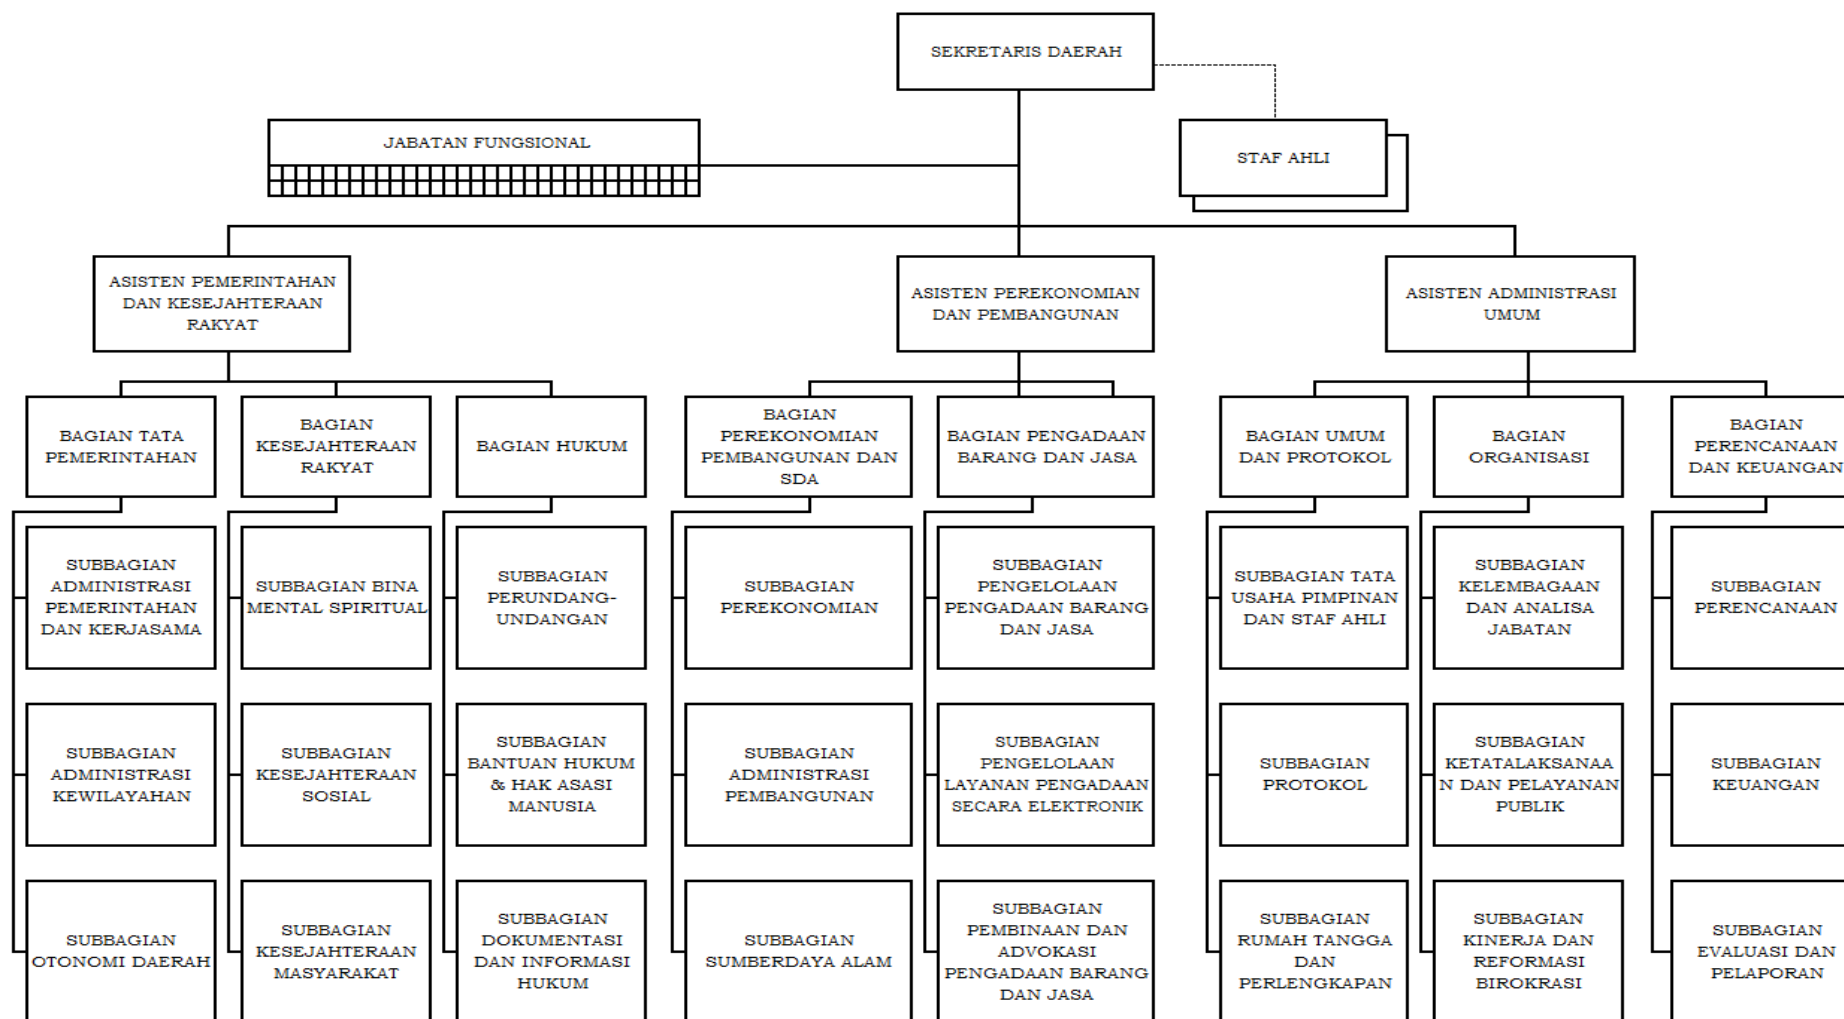 SEKRETARIS DAERAH
JABATAN FUNGSIONAL
STAF AHLI
ASISTEN PEMERINTAHAN
DAN KESEJAHTERAAN
RAKYAT
ASISTEN PEREKONOMIAN
DAN PEMBANGUNAN
ASISTEN ADMINISTRASI
UMUM
BAGIAN TATA
PEMERINTAHAN
BAGIAN
KESEJAHTERAAN
RAKYAT
BAGIAN HUKUM
BAGIAN
PEREKONOMIAN
PEMBANGUNAN DAN
SDA
BAGIAN PENGADAAN
BARANG DAN JASA
BAGIAN UMUM
DAN PROTOKOL
BAGIAN
ORGANISASI
BAGIAN
PERENCANAAN
DAN KEUANGAN
SUBBAGIAN
ADMINISTRASI
PEMERINTAHAN
DAN KERJASAMA
SUBBAGIAN BINA
MENTAL SPIRITUAL
SUBBAGIAN
PERUNDANG-
UNDANGAN
SUBBAGIAN
PEREKONOMIAN
SUBBAGIAN
PENGELOLAAN
PENGADAAN BARANG
DAN JASA
SUBBAGIAN TATA
USAHA PIMPINAN
DAN STAF AHLI
SUBBAGIAN
KELEMBAGAAN
DAN ANALISA
JABATAN
SUBBAGIAN
PERENCANAAN
SUBBAGIAN
ADMINISTRASI
KEWILAYAHAN
SUBBAGIAN
KESEJAHTERAAN
SOSIAL
SUBBAGIAN
BANTUAN HUKUM
& HAK ASASI
MANUSIA
SUBBAGIAN
ADMINISTRASI
PEMBANGUNAN
SUBBAGIAN
PENGELOLAAN
LAYANAN PENGADAAN
SECARA ELEKTRONIK
SUBBAGIAN
PROTOKOL
SUBBAGIAN
KETATALAKSANAA
N DAN PELAYANAN
PUBLIK
SUBBAGIAN
KEUANGAN
SUBBAGIAN
OTONOMI DAERAH
SUBBAGIAN
KESEJAHTERAAN
MASYARAKAT
SUBBAGIAN
DOKUMENTASI
DAN INFORMASI
HUKUM
SUBBAGIAN
SUMBERDAYA ALAM
SUBBAGIAN
PEMBINAAN DAN
ADVOKASI
PENGADAAN BARANG
DAN JASA
SUBBAGIAN
RUMAH TANGGA
DAN
PERLENGKAPAN
SUBBAGIAN
KINERJA DAN
REFORMASI
BIROKRASI
SUBBAGIAN
EVALUASI DAN
PELAPORAN